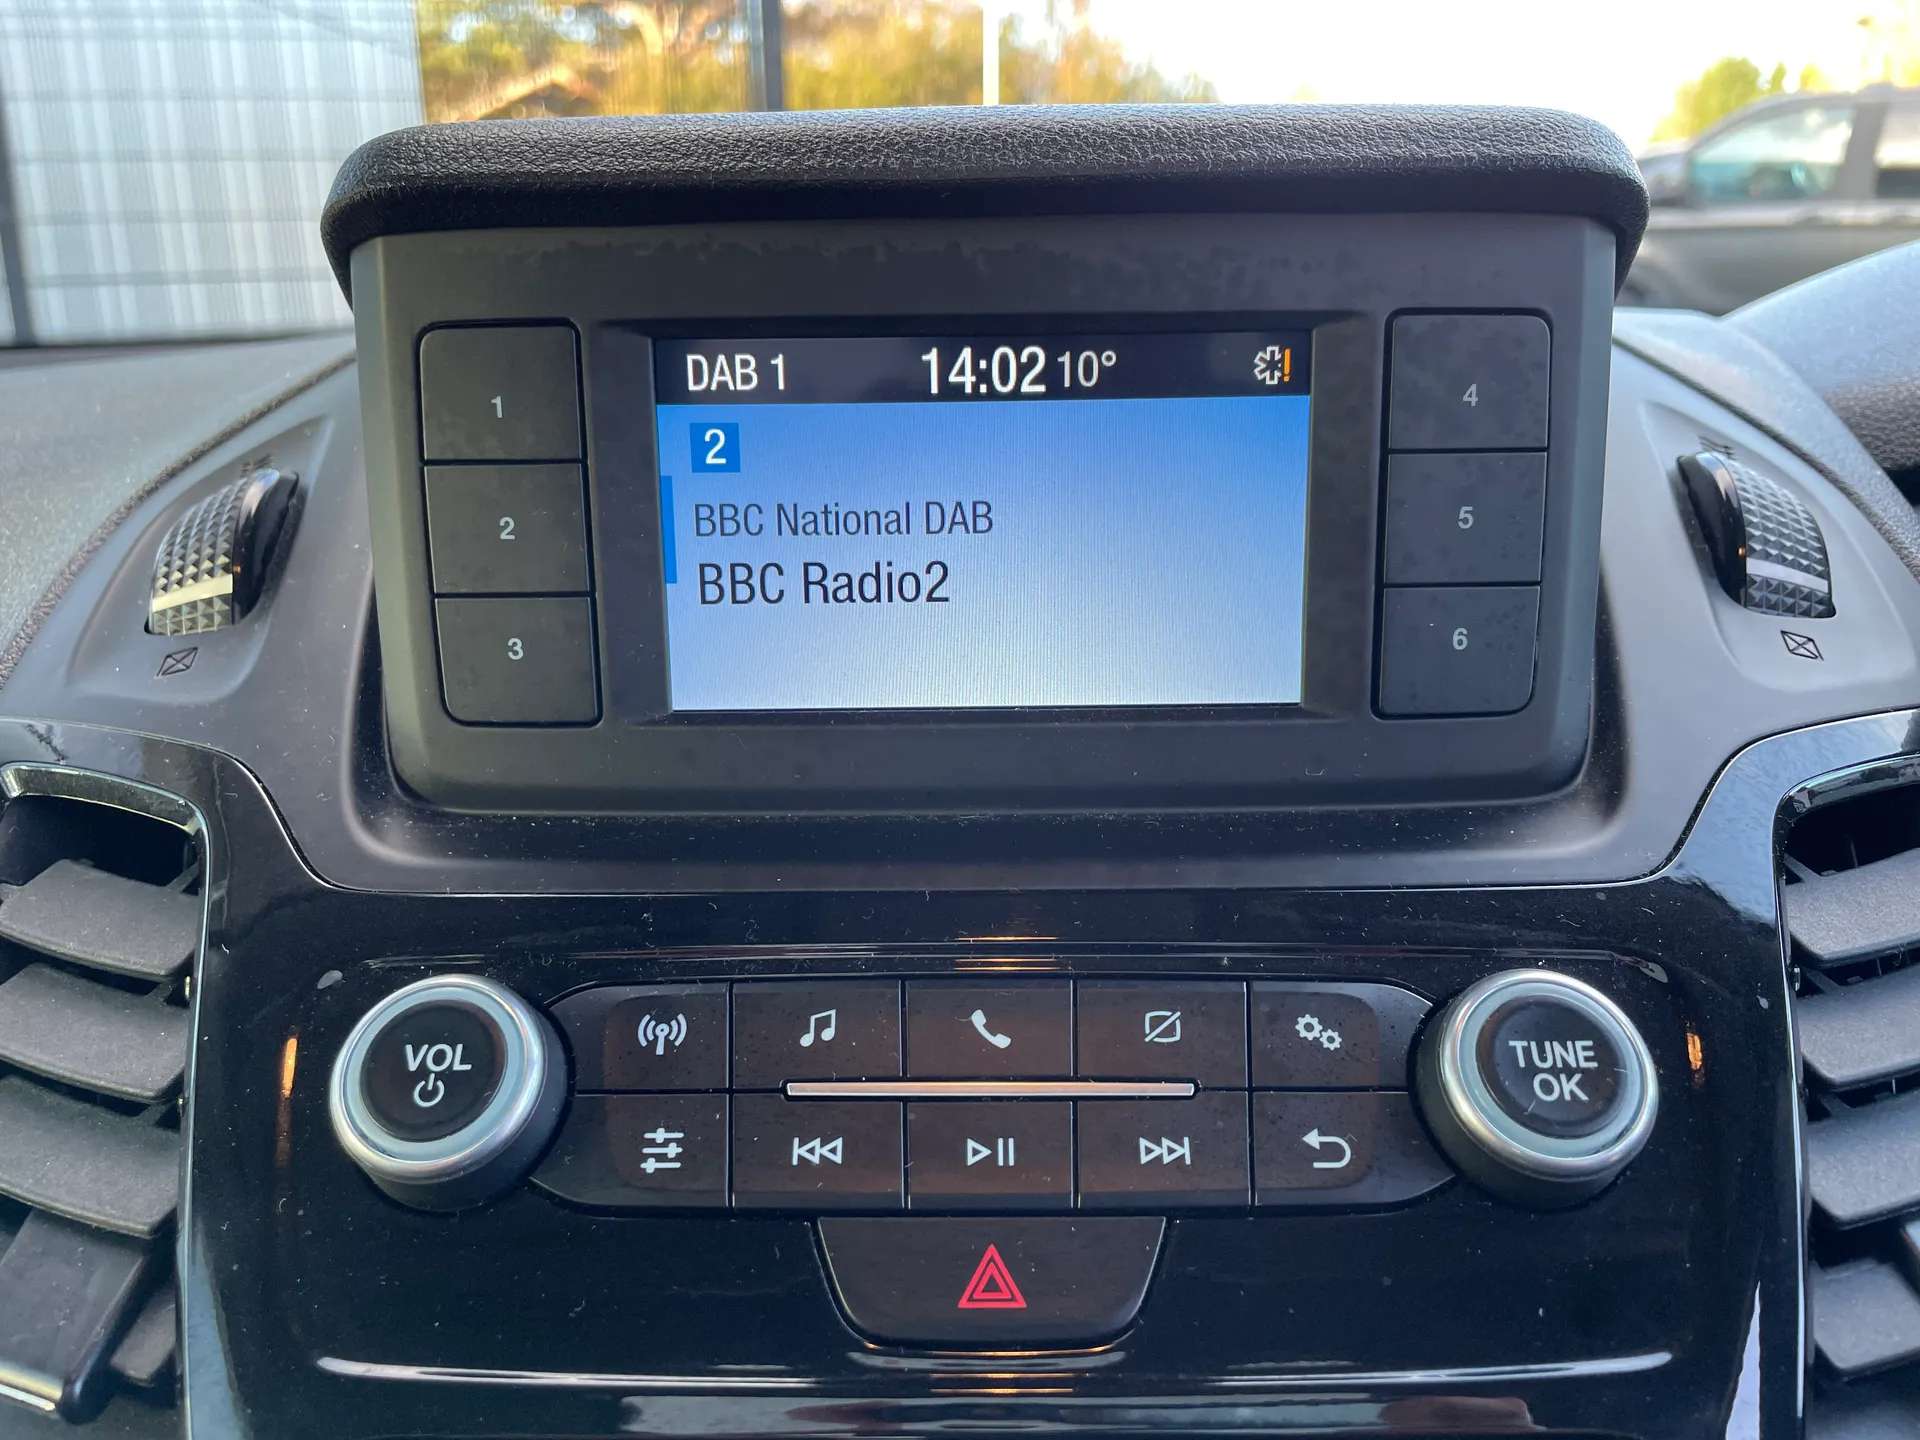 DAB 1 14:02 10°
2
BBC National DAB
BBC Radio2
1
2
3
4
5
6
VOL
TUNE
OK